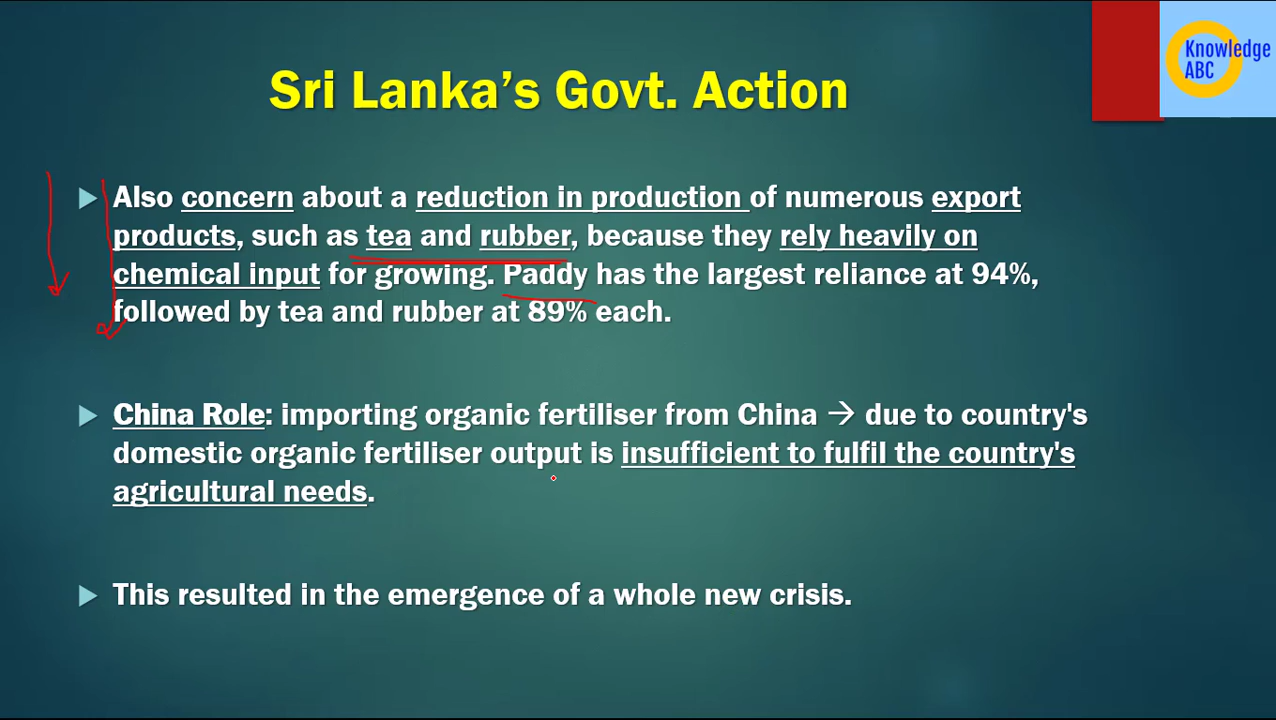 Knowledge
ABC
Sri Lanka's Govt. Action
Also concern about a reduction in production of numerous export
products, such as tea and rubber, because they rely heavily on
chemical input for growing. Paddy has the largest reliance at 94%,
followed by tea and rubber at 89% each.
China Role: importing organic fertiliser from China → due to country's
domestic organic fertiliser output is insufficient to fulfil the country's
agricultural needs.
This resulted in the emergence of a whole new crisis.